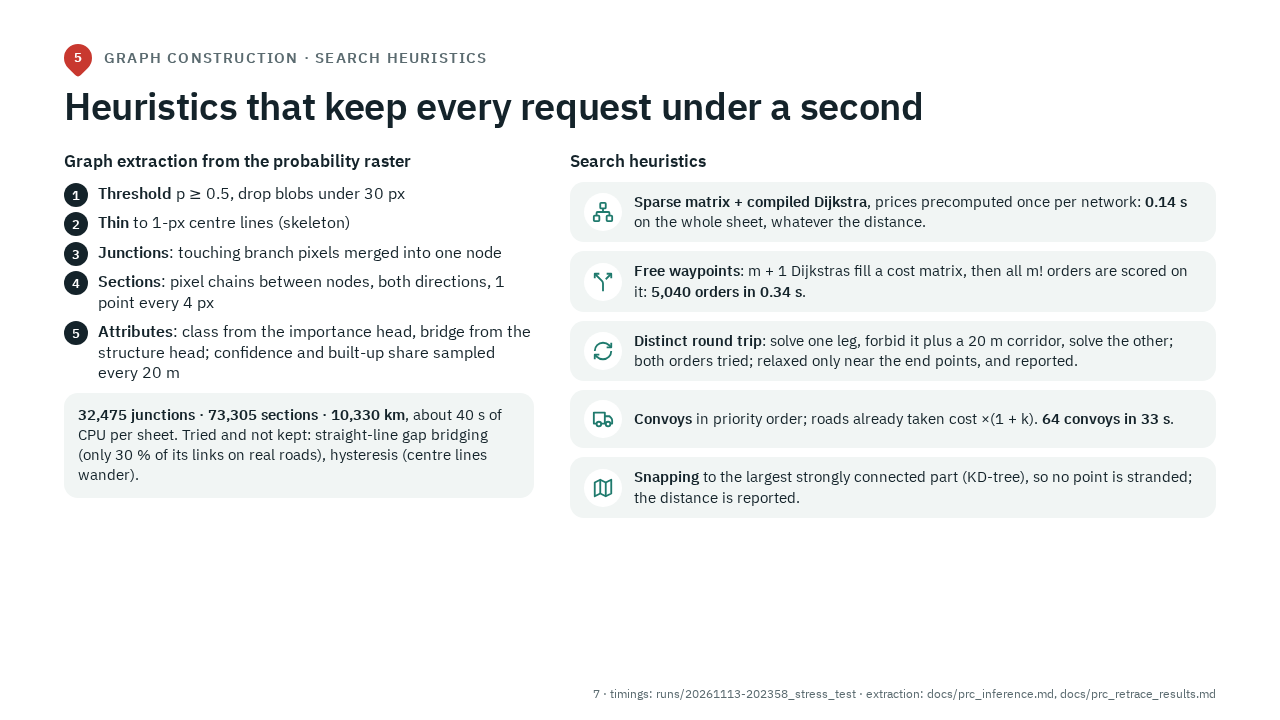 5
GRAPH CONSTRUCTION · SEARCH HEURISTICS
Heuristics that keep every request under a second
Graph extraction from the probability raster
1 Threshold p ≥ 0.5, drop blobs under 30 px
2 Thin to 1-px centre lines (skeleton)
3 Junctions: touching branch pixels merged into one node
4 Sections: pixel chains between nodes, both directions, 1
point every 4 px
5 Attributes: class from the importance head, bridge from the
structure head; confidence and built-up share sampled
every 20 m
32,475 junctions · 73,305 sections · 10,330 km, about 40 s of
CPU per sheet. Tried and not kept: straight-line gap bridging
(only 30 % of its links on real roads), hysteresis (centre lines
wander).
Search heuristics
Sparse matrix + compiled Dijkstra, prices precomputed once per network: 0.14 s
on the whole sheet, whatever the distance.
Free waypoints: m + 1 Dijkstras fill a cost matrix, then all m! orders are scored on
it: 5,040 orders in 0.34 s.
Distinct round trip: solve one leg, forbid it plus a 20 m corridor, solve the other;
both orders tried; relaxed only near the end points, and reported.
Convoys in priority order; roads already taken cost ×(1 + k). 64 convoys in 33 s.
Snapping to the largest strongly connected part (KD-tree), so no point is stranded;
the distance is reported.
7 · timings: runs/20261113-202358_stress_test · extraction: docs/prc_inference.md, docs/prc_retrace_results.md